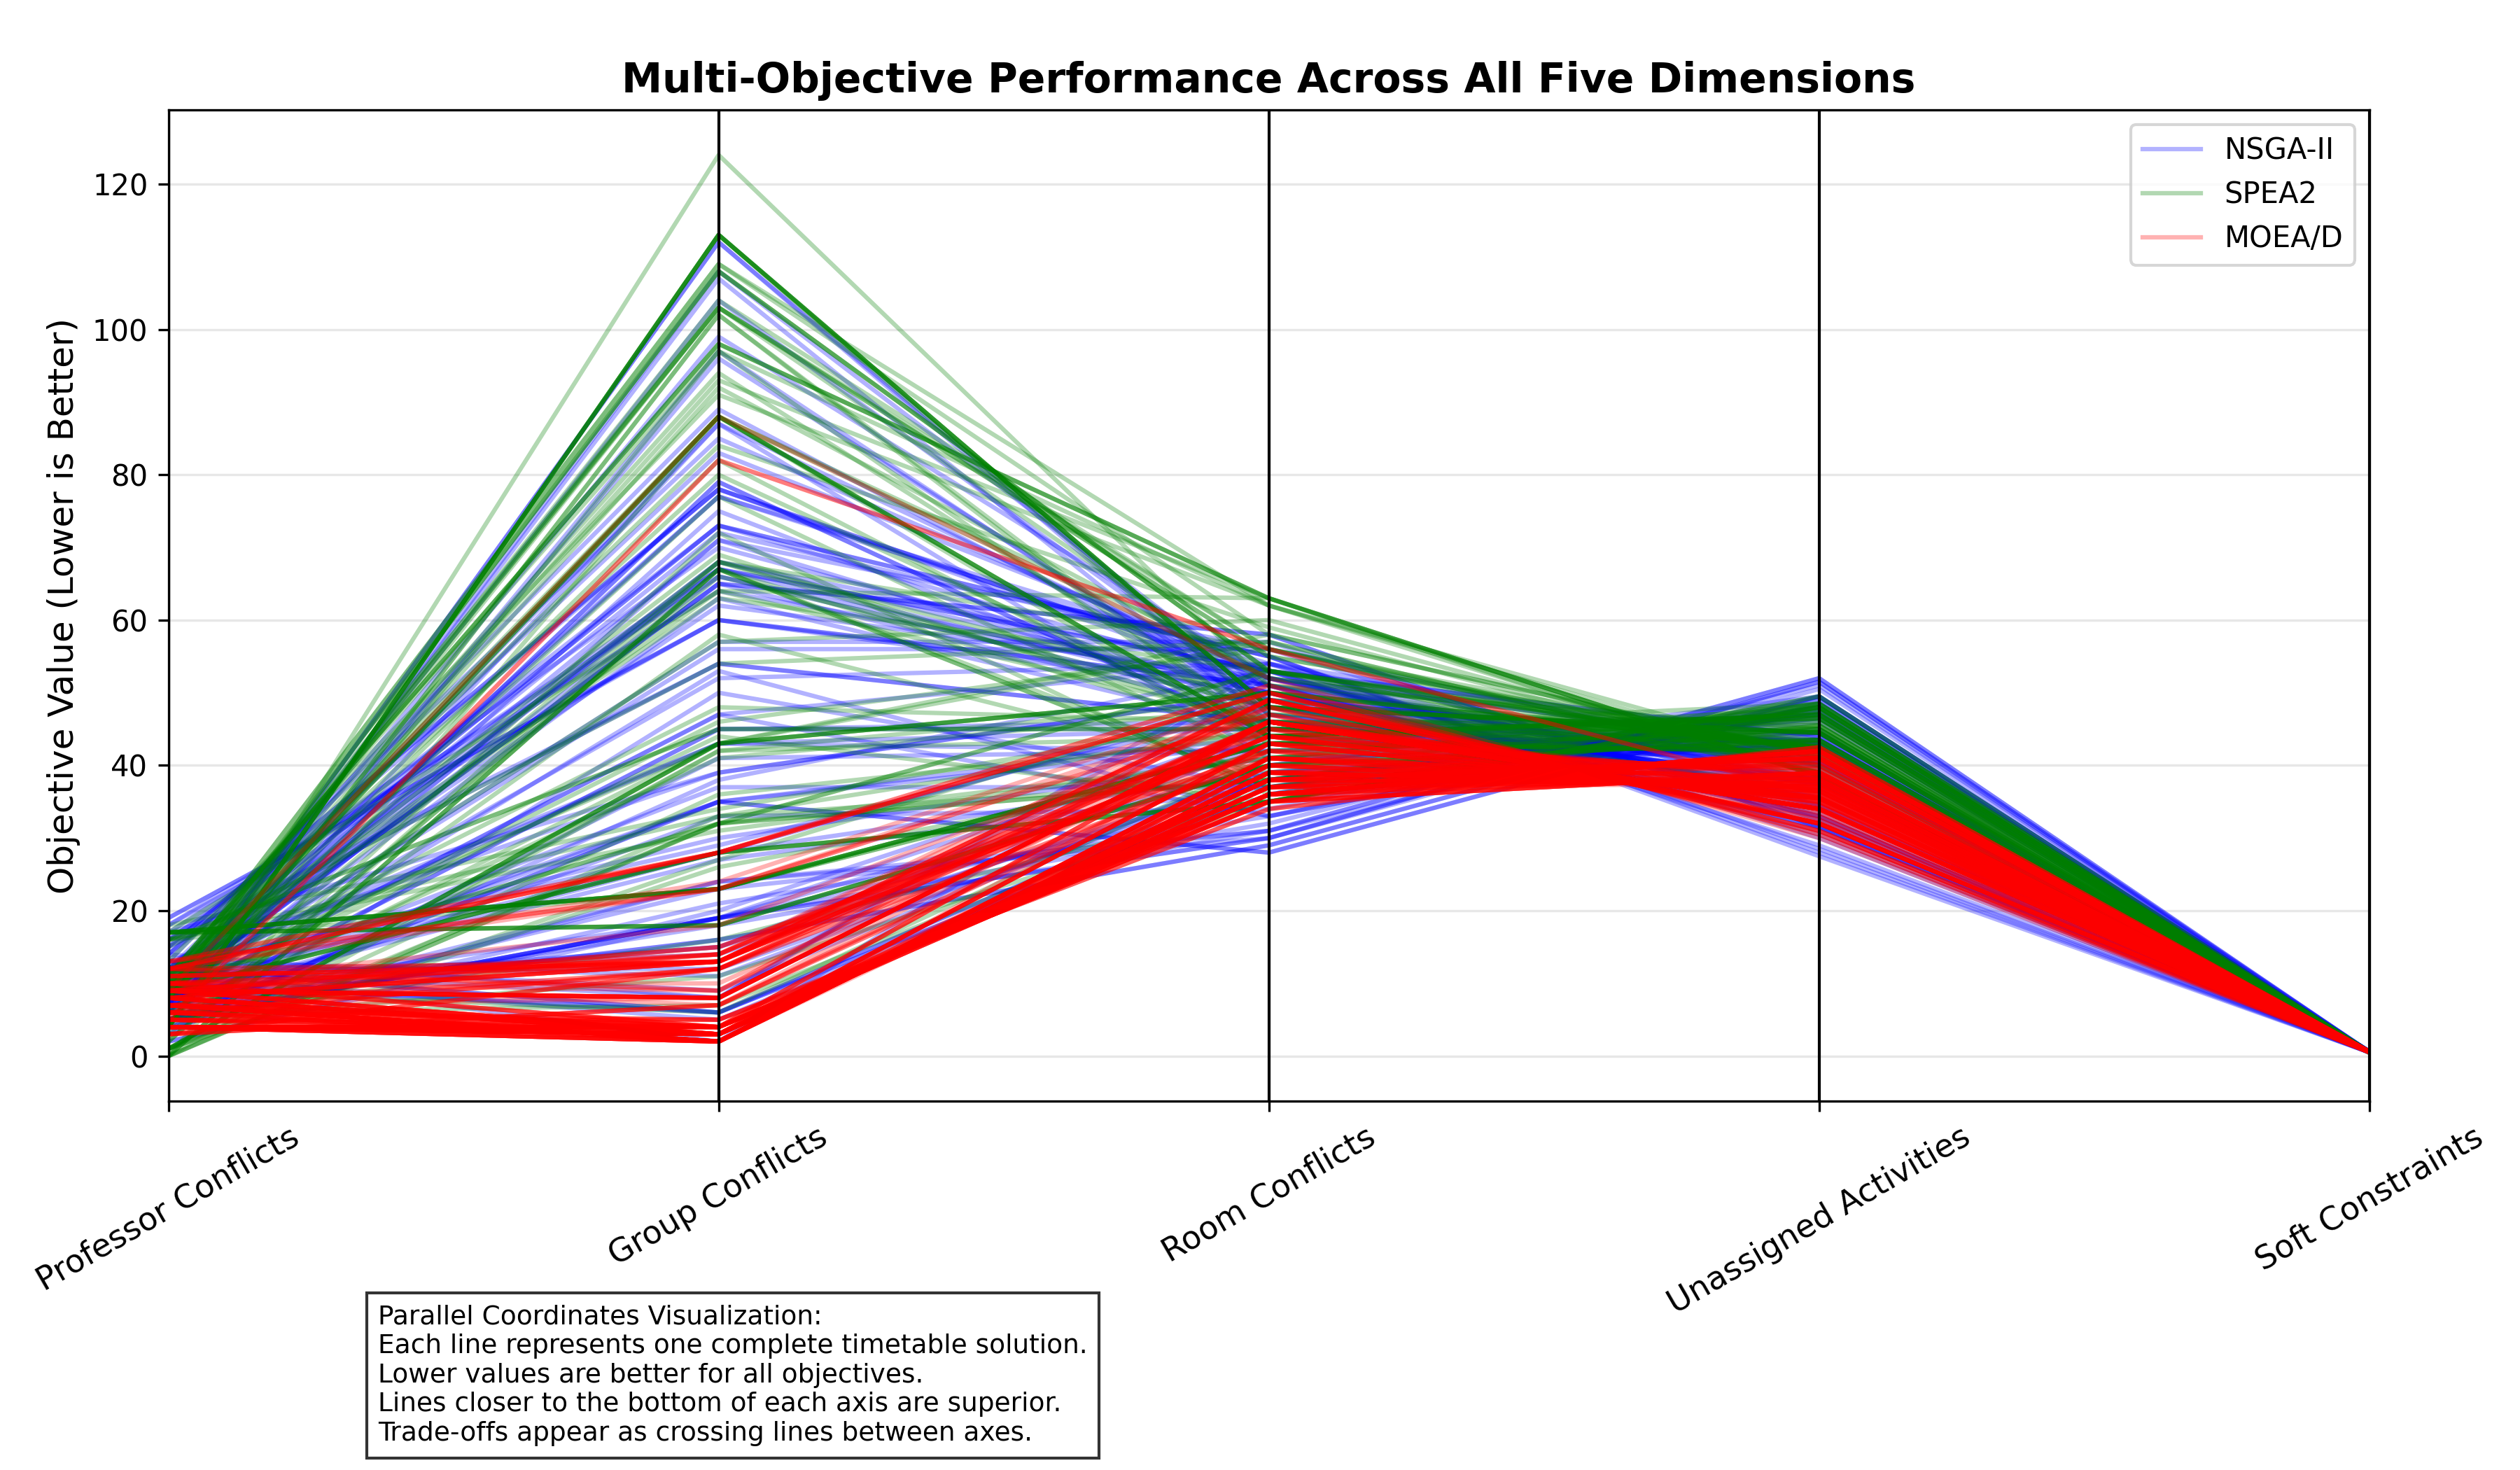 Multi-Objective Performance Across All Five Dimensions
NSGA-II
SPEA2
MOEA/D
Objective Value (Lower is Better)
120
100
80
60
40
20
0
Professor Conflicts
Group Conflicts
Room Conflicts
Unassigned Activities
Soft Constraints
Parallel Coordinates Visualization:
Each line represents one complete timetable solution.
Lower values are better for all objectives.
Lines closer to the bottom of each axis are superior.
Trade-offs appear as crossing lines between axes.